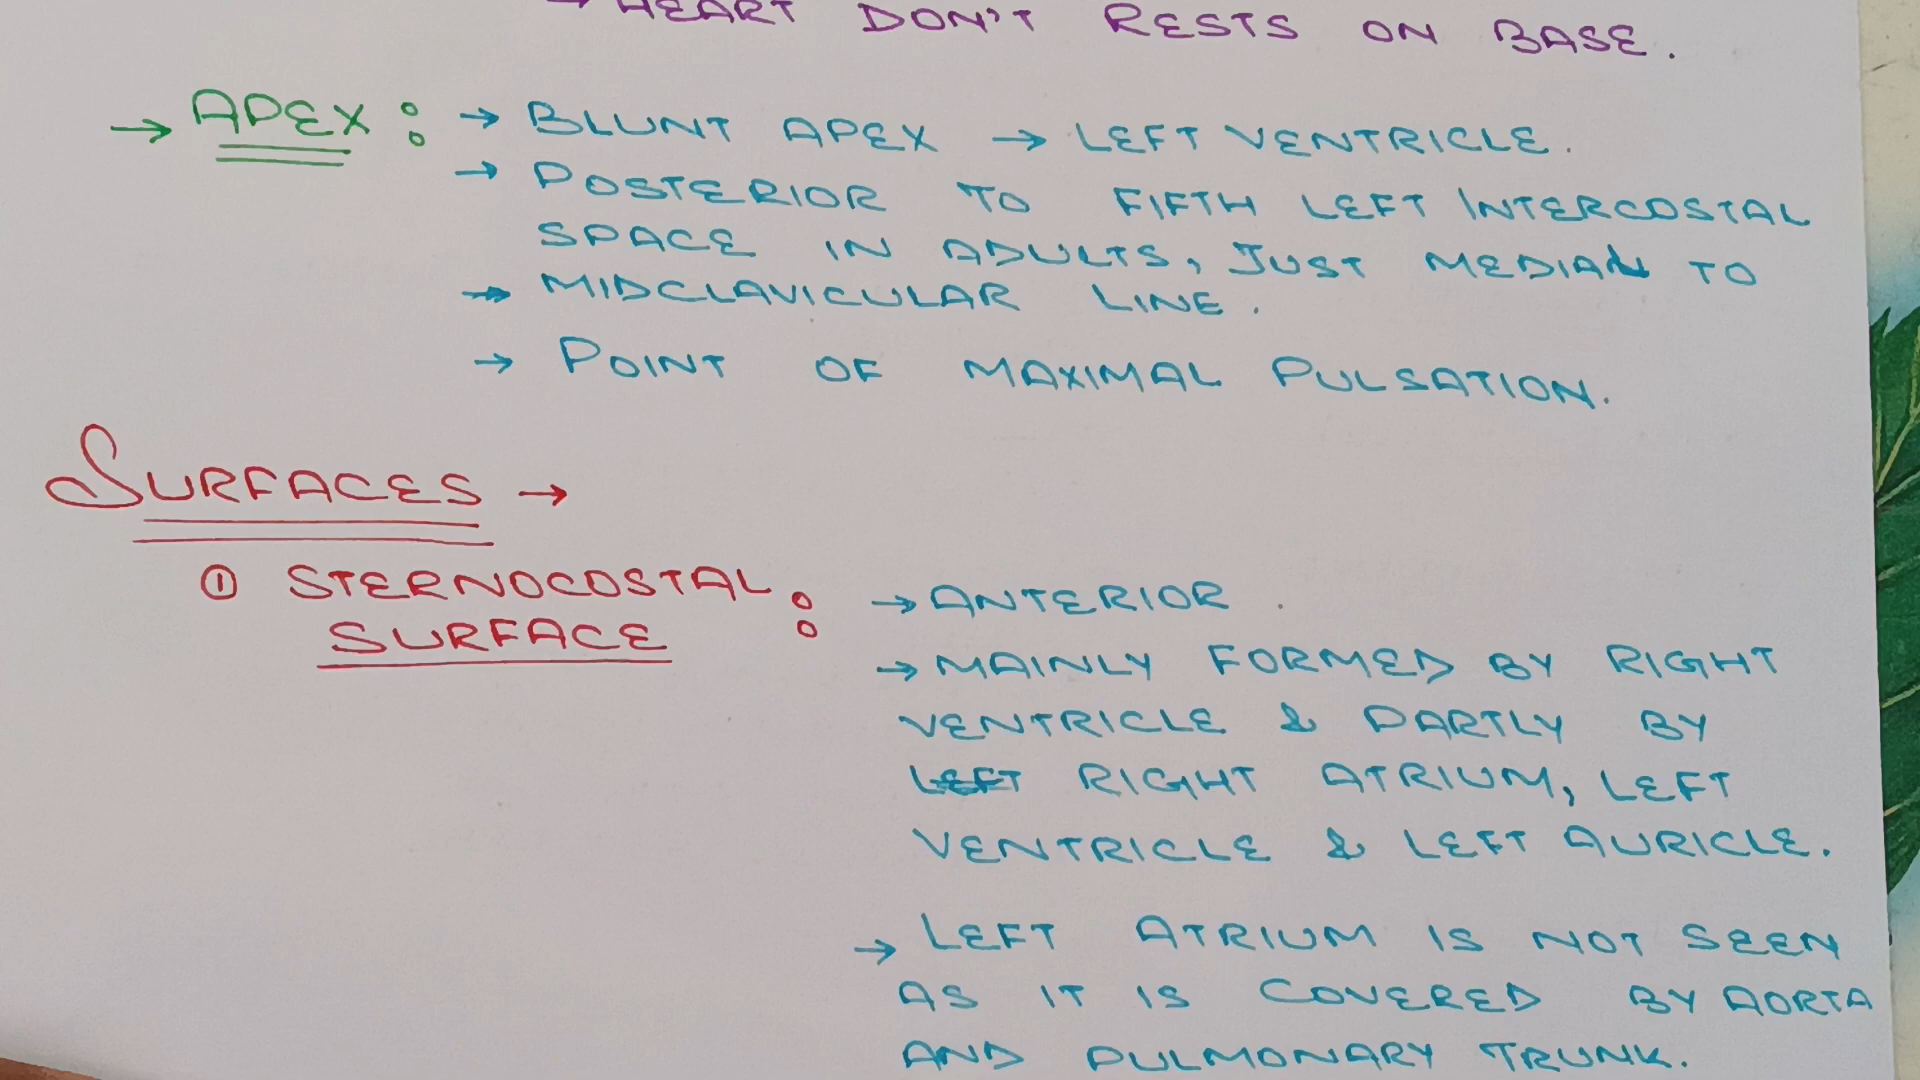 → HEART DON'T RESTS ON BASE.
→ APEX : → BLUNT APEX → LEFT VENTRICLE.
→ POSTERIOR TO FIFTH LEFT INTERCOSTAL
SPACE IN ADULTS, JUST MEDIAN TO
→ MIDCLAVICULAR LINE.
→ POINT OF MAXIMAL PULSATION.
SURFACES →
① STERNOCOSTAL :
SURFACE
→ ANTERIOR.
→ MAINLY FORMED BY RIGHT
VENTRICLE & PARTLY BY
LEFT RIGHT ATRIUM, LEFT
VENTRICLE & LEFT AURICLE.
→ LEFT ATRIUM IS NOT SEEN
AS IT IS COVERED BY AORTA
AND PULMONARY TRUNK.